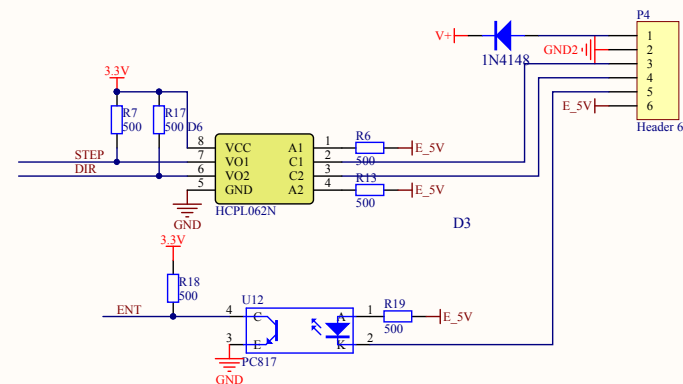 P4
V+
1N4148
GND2
1
2
3
4
5
6
E_5V
Header 6
3.3V
R7
500
R17
500
D6
STEP
DIR
8
7
6
5
VCC
VO1
VO2
GND
A1
C1
C2
A2
1
2
3
4
HCPL062N
R6
500
E_5V
R13
500
E_5V
GND
D3
3.3V
R18
500
ENT
U12
4
3
C
E
A
K
1
2
PC817
R19
500
E_5V
GND